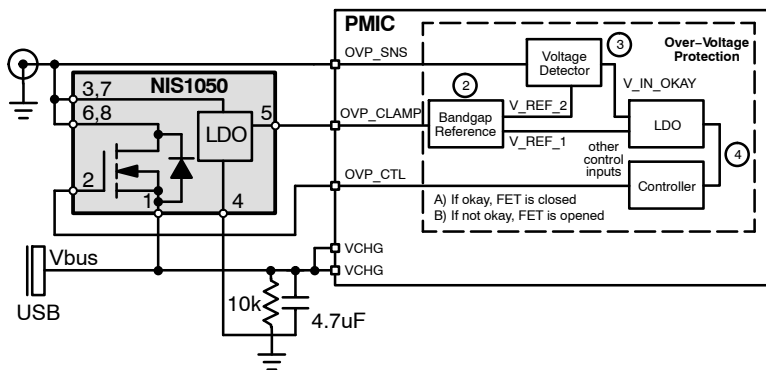 PMIC
OVP_SNS
Voltage
Detector
3
Over–Voltage
Protection
NIS1050
3,7
6,8
LDO
5
OVP_CLAMP
2
Bandgap
Reference
V_REF_2
V_REF_1
V_IN_OKAY
LDO
other
control
inputs
4
2
OVP_CTL
Controller
1
4
A) If okay, FET is closed
B) If not okay, FET is opened
VCHG
VCHG
Vbus
USB
10k
4.7uF